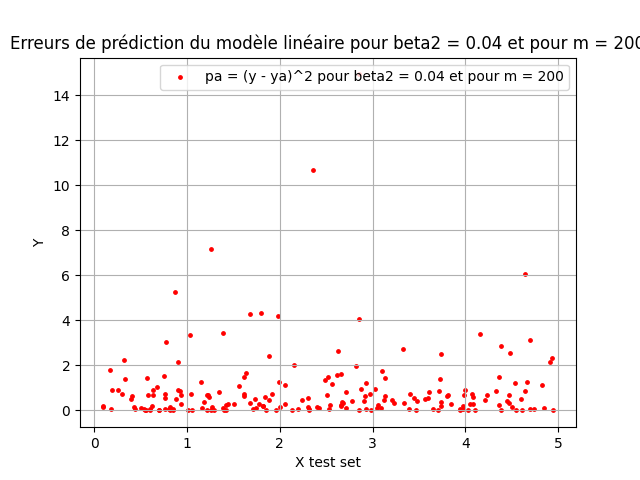 Erreurs de prédiction du modèle linéaire pour beta2 = 0.04 et pour m = 200
pa = (y - ya)^2 pour beta2 = 0.04 et pour m = 200
14
12
10
8
6
4
2
0
Y
0 1 2 3 4 5
X test set